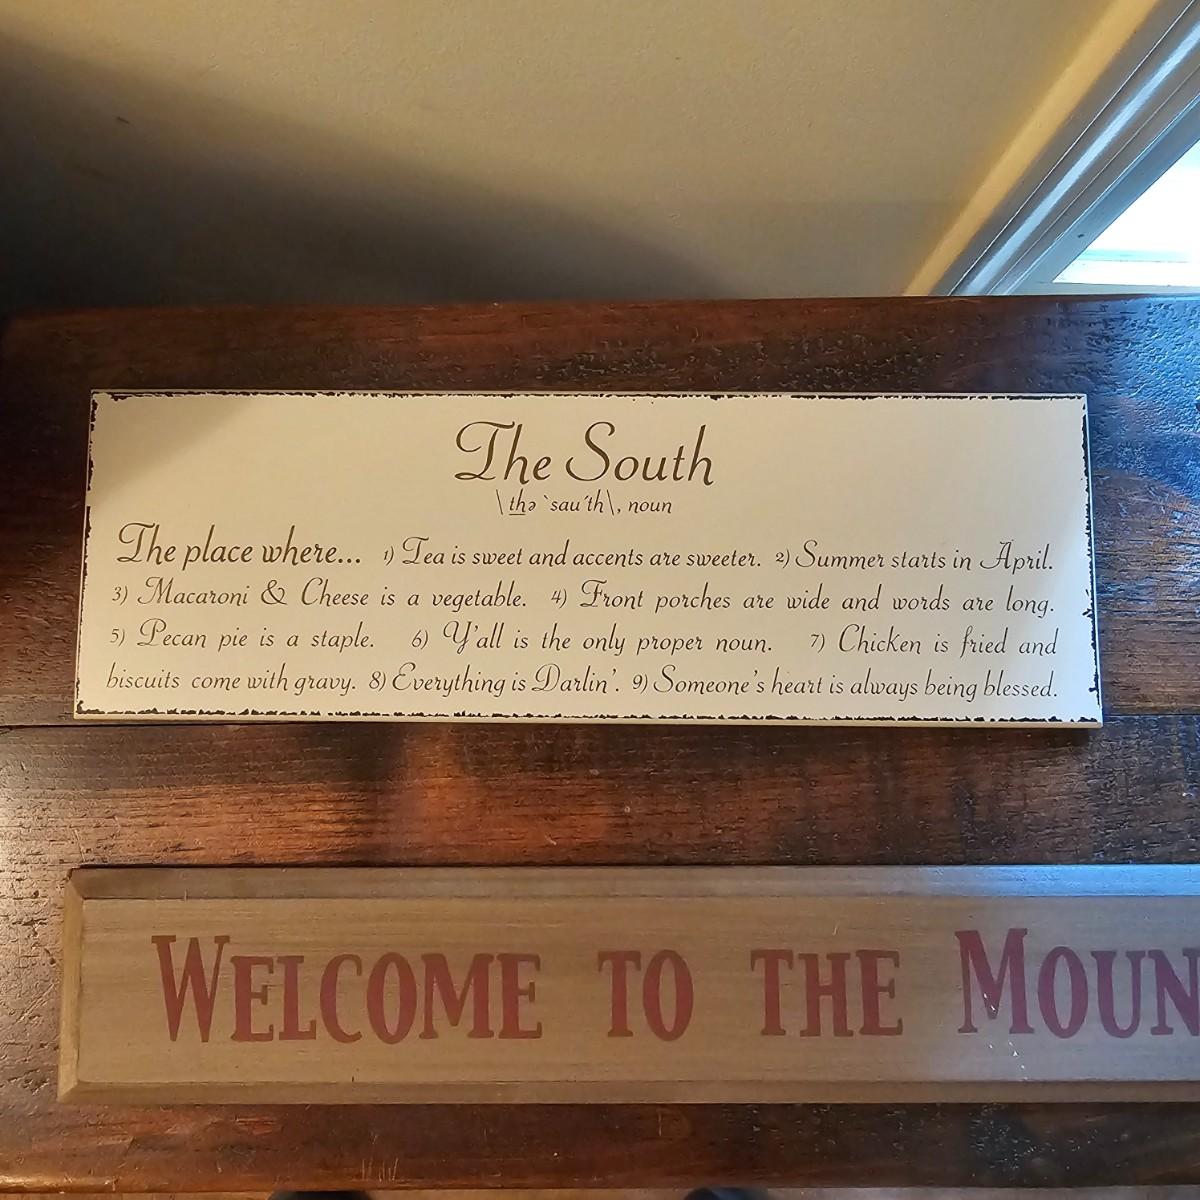 The South
\ thə `sau´th \, noun
The place where... 1) Tea is sweet and accents are sweeter. 2) Summer starts in April.
3) Macaroni & Cheese is a vegetable. 4) Front porches are wide and words are long.
5) Pecan pie is a staple. 6) Y'all is the only proper noun. 7) Chicken is fried and
biscuits come with gravy. 8) Everything is Darlin'. 9) Someone's heart is always being blessed.
WELCOME TO THE MOUN